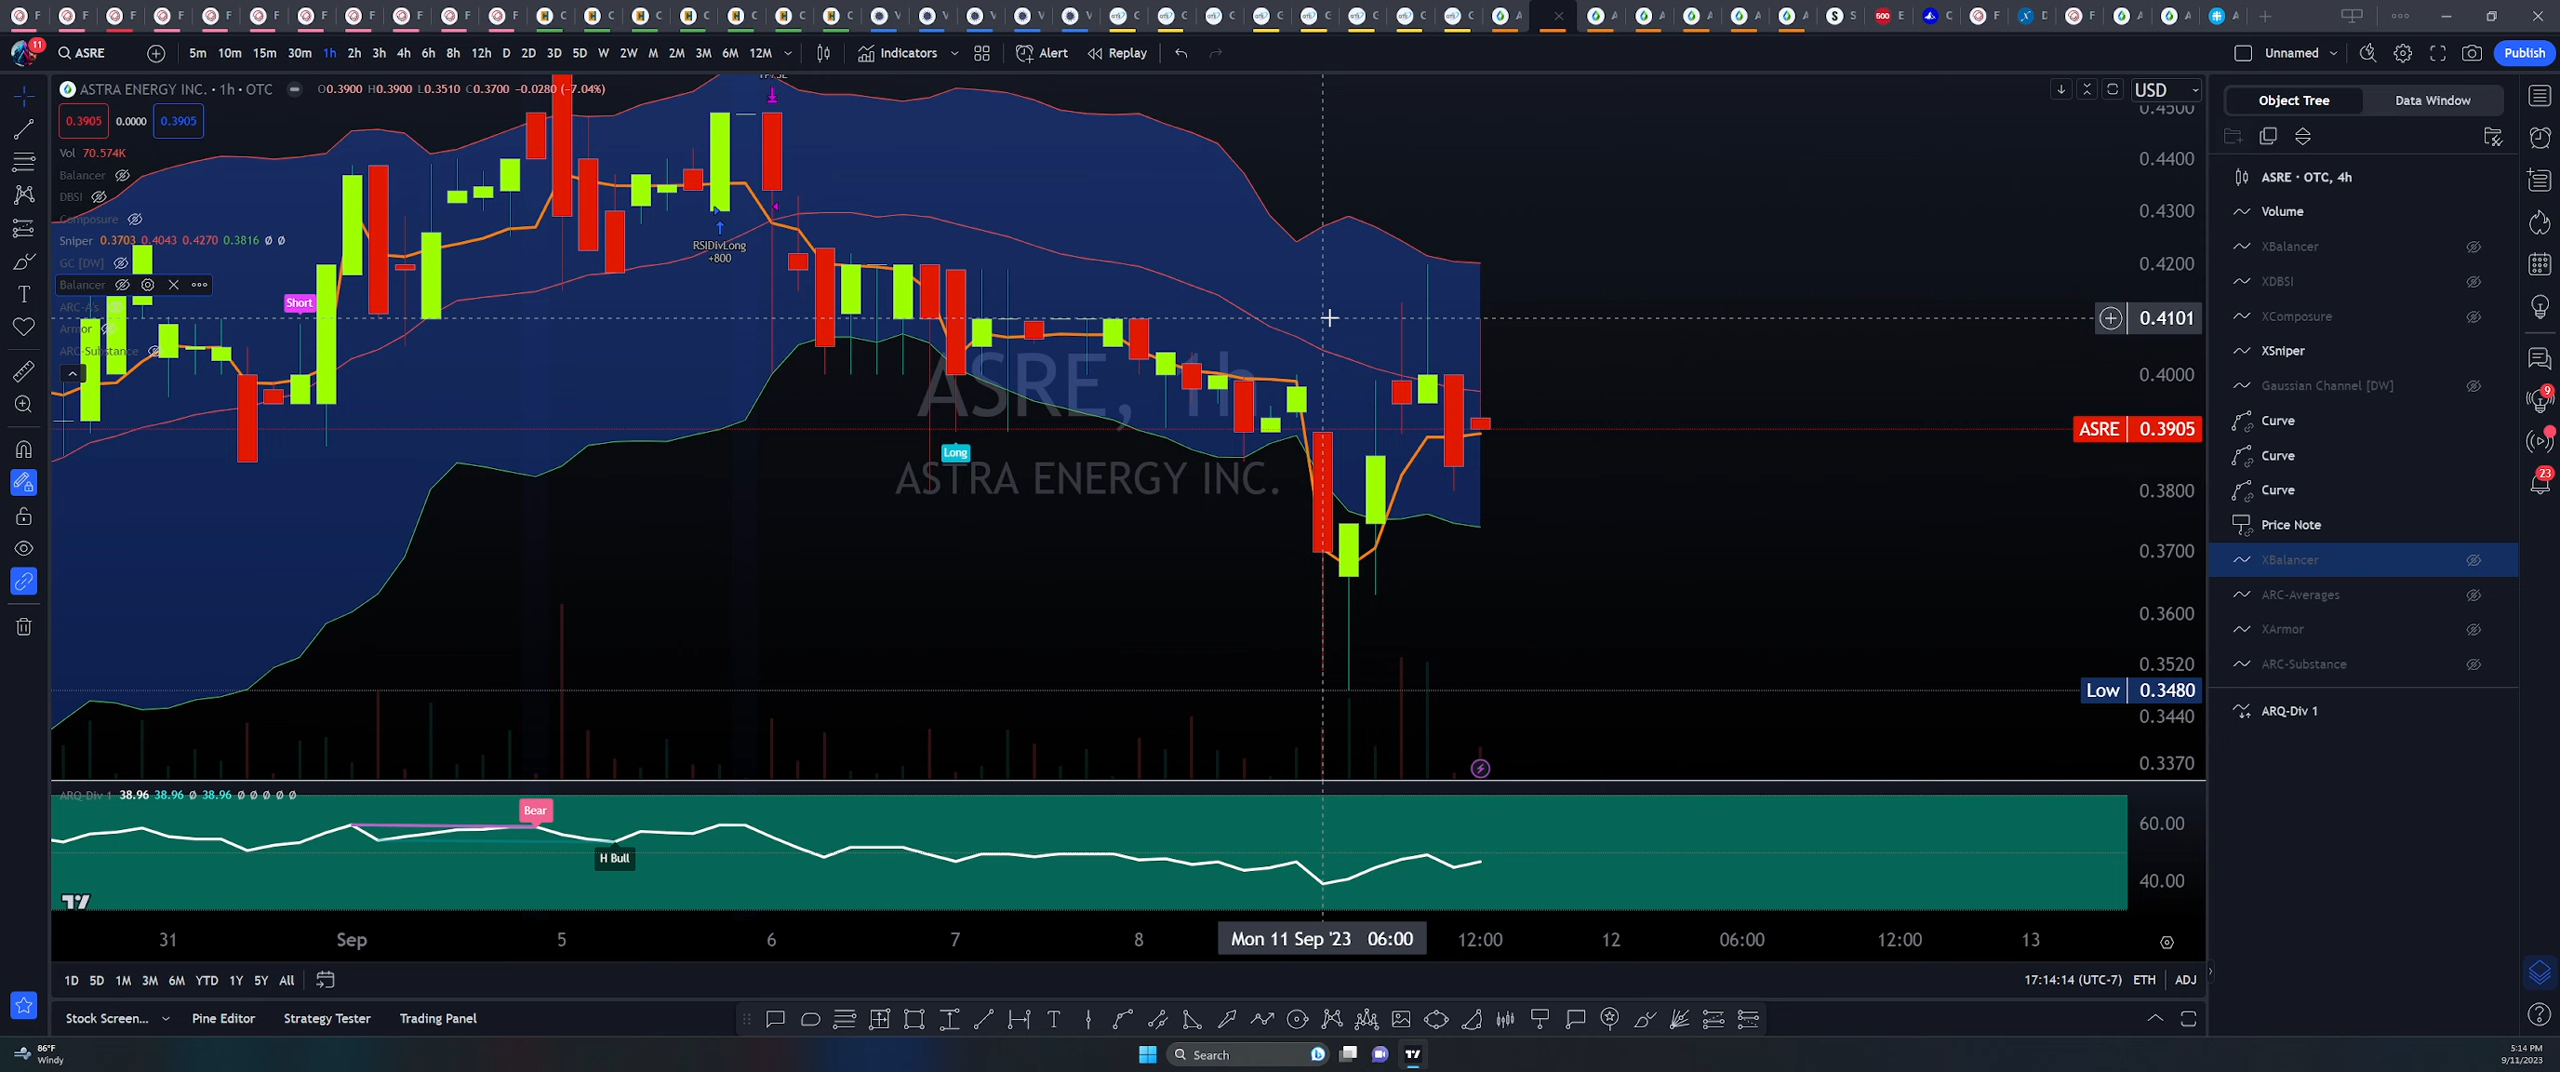 F F F F F F F F F F F C C C C C C C V V V V V C C C C C C C C A A A A A A S 500 E C F D F A A A
11 ASRE 5m 10m 15m 30m 1h 2h 3h 4h 6h 8h 12h D 2D 3D 5D W 2W M 2M 3M 6M 12M Indicators Alert Replay Unnamed Publish
ASTRA ENERGY INC. · 1h · OTC O0.3900 H0.3900 L0.3510 C0.3700 -0.0280 (-7.04%)
USD
0.3905 0.0000 0.3905
Vol 70.574K
Balancer
DBSI
Composure
Sniper 0.3703 0.4043 0.4270 0.3816 Ø Ø
GC [DW]
Balancer
ARC-A's
Armor
ARC-Substance
Short
RSIDivLong
+800
Long
ASRE, 1h
ASTRA ENERGY INC.
0.4500
0.4400
0.4300
0.4200
0.4101
0.4000
ASRE 0.3905
0.3800
0.3700
0.3600
0.3520
Low 0.3480
0.3440
0.3370
ARQ-Div 1 38.96 38.96 Ø 38.96 Ø Ø Ø Ø Ø
Bear
H Bull
60.00
40.00
31 Sep 5 6 7 8 Mon 11 Sep '23 06:00 12:00 12 06:00 12:00 13
1D 5D 1M 3M 6M YTD 1Y 5Y All
17:14:14 (UTC-7) ETH ADJ
Stock Screen... Pine Editor Strategy Tester Trading Panel
Object Tree Data Window
ASRE · OTC, 4h
Volume
XBalancer
XDBSI
XComposure
XSniper
Gaussian Channel [DW]
Curve
Curve
Curve
Price Note
XBalancer
ARC-Averages
XArmor
ARC-Substance
ARQ-Div 1
9
23
86°F
Windy
Search
5:14 PM
9/11/2023